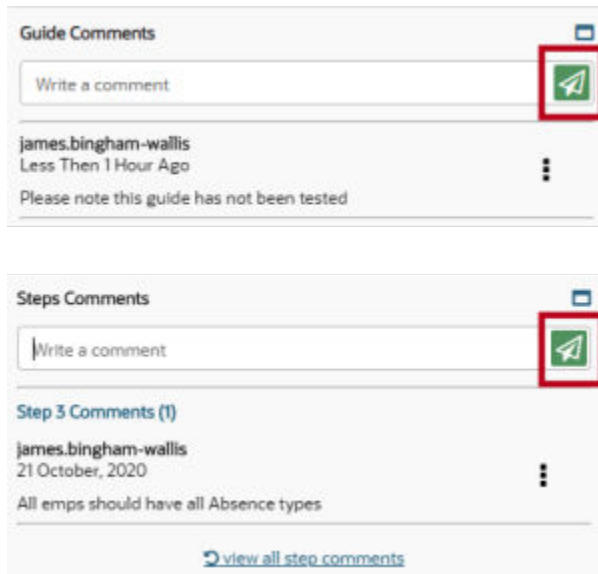 Guide Comments
Write a comment
james.bingham-wallis
Less Then 1 Hour Ago
Please note this guide has not been tested
Steps Comments
Write a comment
Step 3 Comments (1)
james.bingham-wallis
21 October, 2020
All emps should have all Absence types
view all step comments